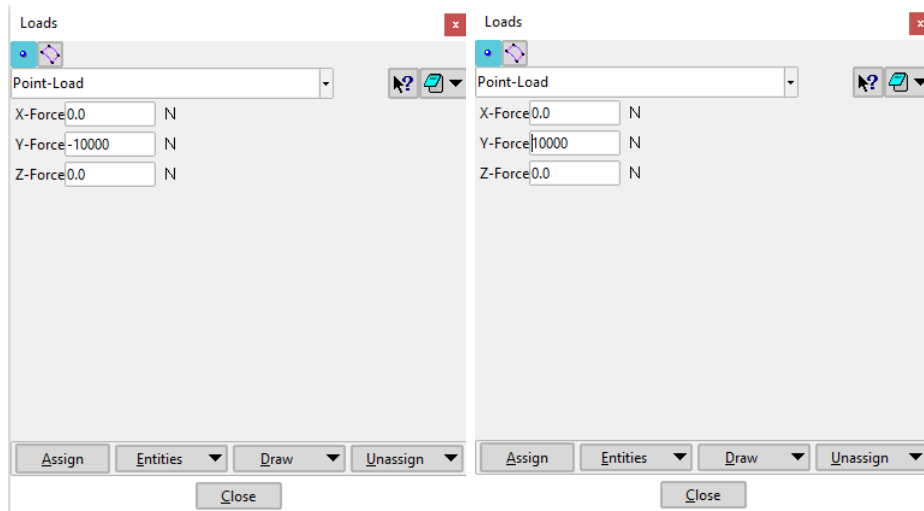 Loads x
Point-Load
?
X-Force 0.0 N
Y-Force -10000 N
Z-Force 0.0 N
Assign Entities Draw Unassign
Close
Loads x
Point-Load
?
X-Force 0.0 N
Y-Force 10000 N
Z-Force 0.0 N
Assign Entities Draw Unassign
Close